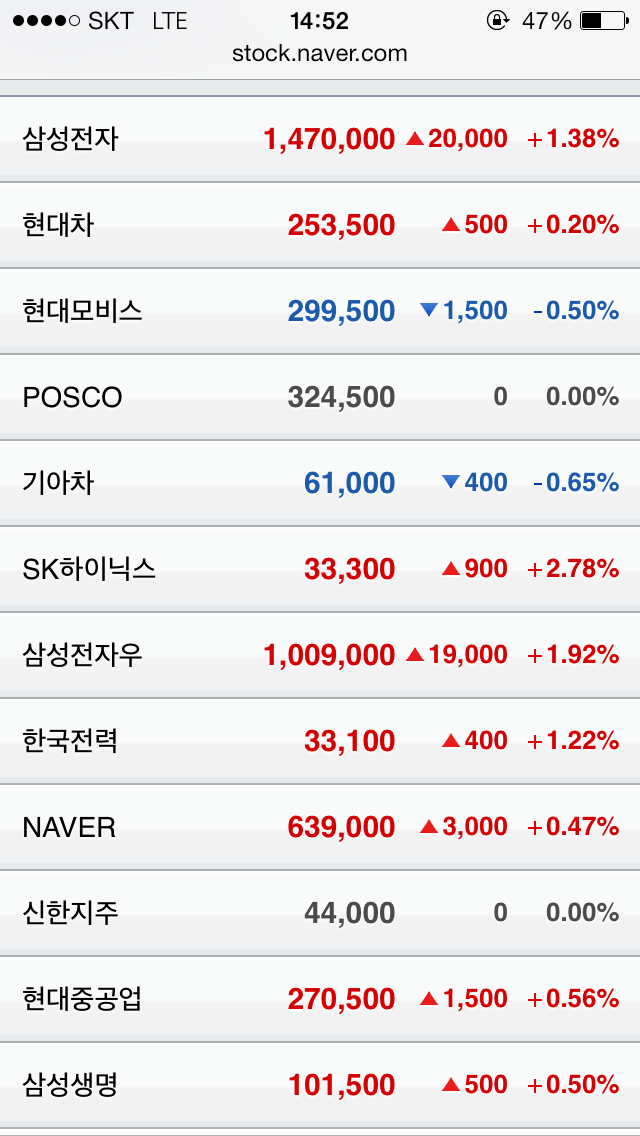 SKT LTE 14:52 47%
stock.naver.com
삼성전자 1,470,000 ▲20,000 +1.38%
현대차 253,500 ▲500 +0.20%
현대모비스 299,500 ▼1,500 -0.50%
POSCO 324,500 0 0.00%
기아차 61,000 ▼400 -0.65%
SK하이닉스 33,300 ▲900 +2.78%
삼성전자우 1,009,000 ▲19,000 +1.92%
한국전력 33,100 ▲400 +1.22%
NAVER 639,000 ▲3,000 +0.47%
신한지주 44,000 0 0.00%
현대중공업 270,500 ▲1,500 +0.56%
삼성생명 101,500 ▲500 +0.50%